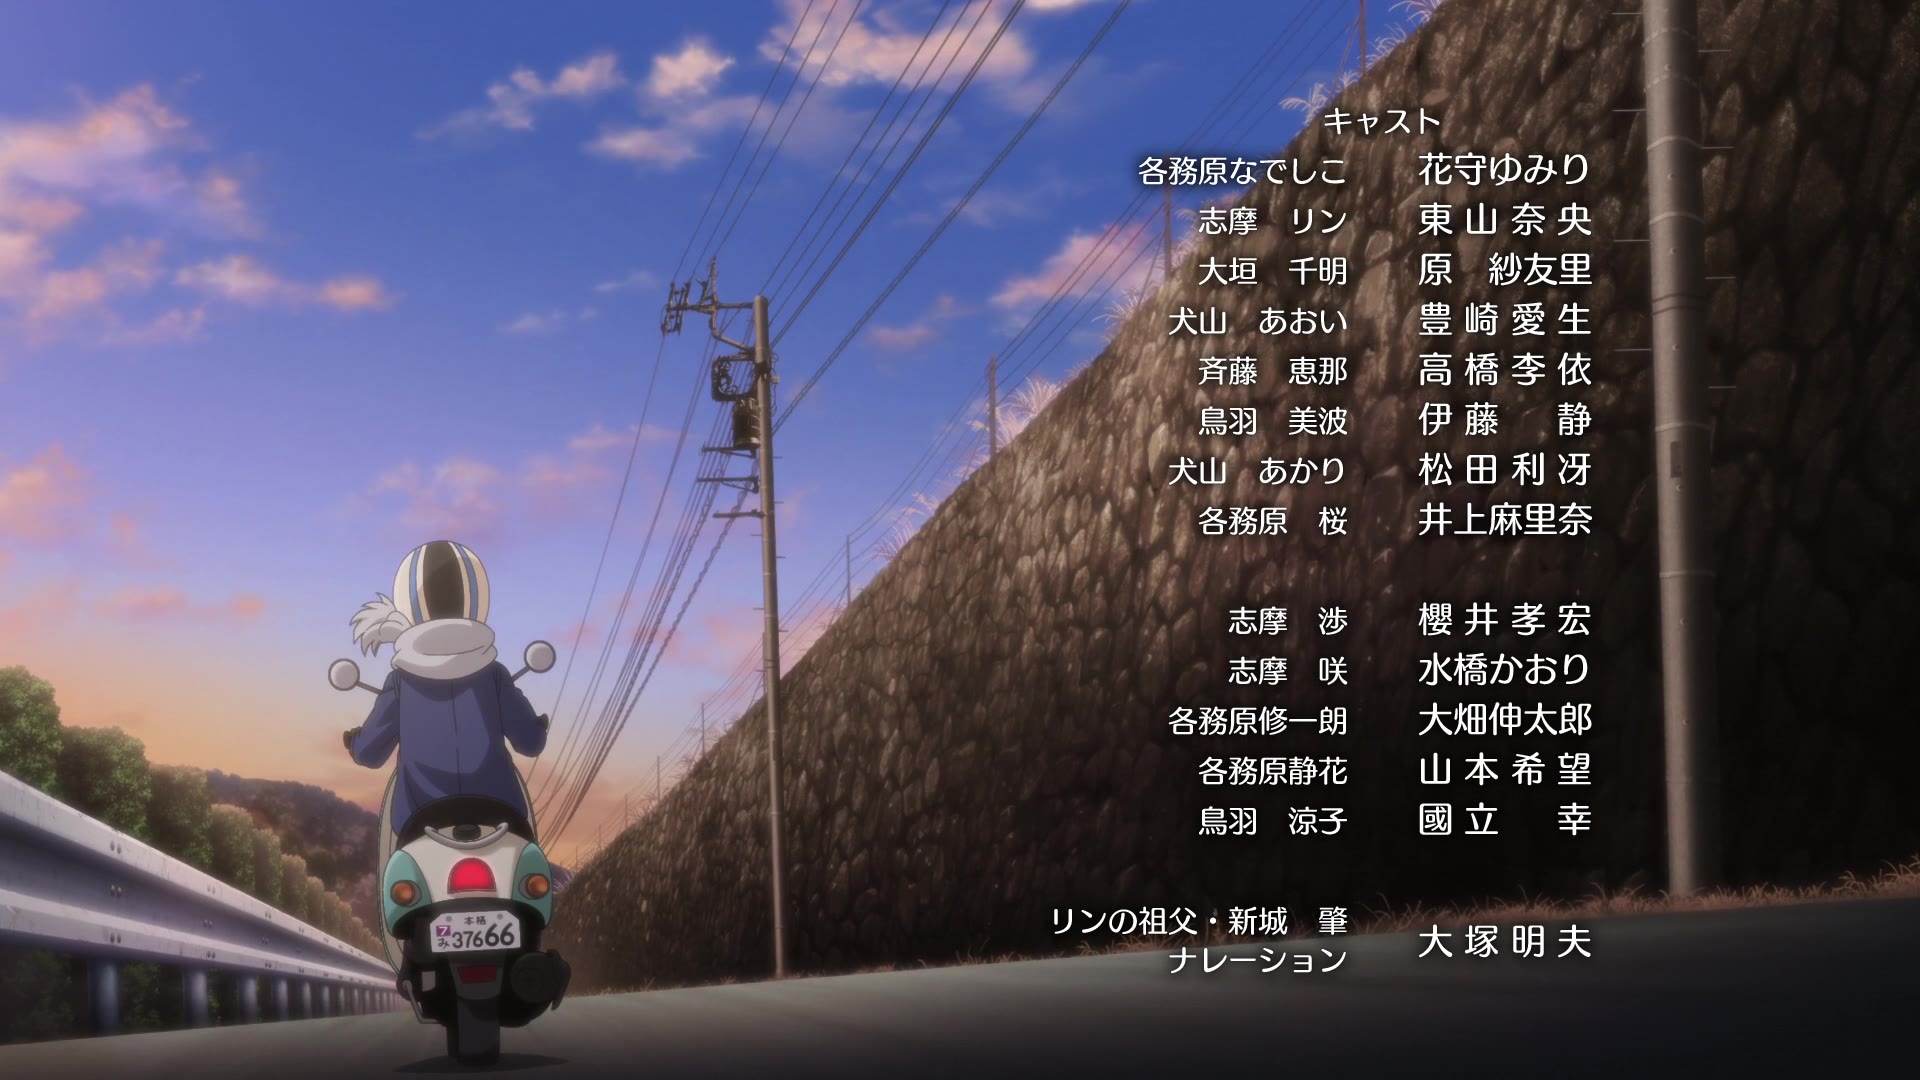 キャスト
各務原なでしこ 花守ゆみり
志摩 リン 東山奈央
大垣 千明 原 紗友里
犬山 あおい 豊崎愛生
斉藤 恵那 高橋李依
鳥羽 美波 伊藤 静
犬山 あかり 松田利冴
各務原 桜 井上麻里奈
志摩 渉 櫻井孝宏
志摩 咲 水橋かおり
各務原修一朗 大畑伸太郎
各務原静花 山本希望
鳥羽 涼子 國立 幸
リンの祖父・新城 肇
ナレーション 大塚明夫
本栖
7
み 37666